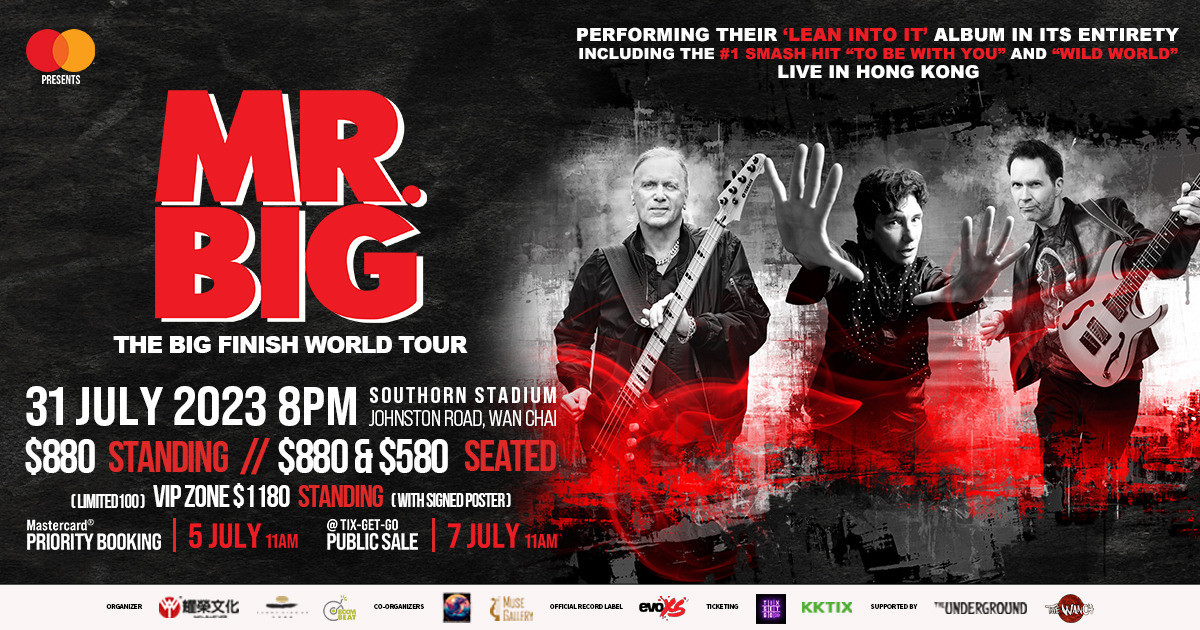 PRESENTS
PERFORMING THEIR ‘LEAN INTO IT’ ALBUM IN ITS ENTIRETY
INCLUDING THE #1 SMASH HIT “TO BE WITH YOU” AND “WILD WORLD”
LIVE IN HONG KONG
MR.
BIG
THE BIG FINISH WORLD TOUR
31 JULY 2023 8PM
SOUTHORN STADIUM
JOHNSTON ROAD, WAN CHAI
$880 STANDING // $880 & $580 SEATED
(LIMITED 100) VIP ZONE $1180 STANDING (WITH SIGNED POSTER)
Mastercard®
PRIORITY BOOKING
5 JULY 11AM
@ TIX-GET-GO
PUBLIC SALE
7 JULY 11AM
ORGANIZER
耀榮文化
CO-ORGANIZERS
MUSE
GALLERY
OFFICIAL RECORD LABEL
evoXS
TICKETING
KKTIX
SUPPORTED BY
THE UNDERGROUND
THE WANCH